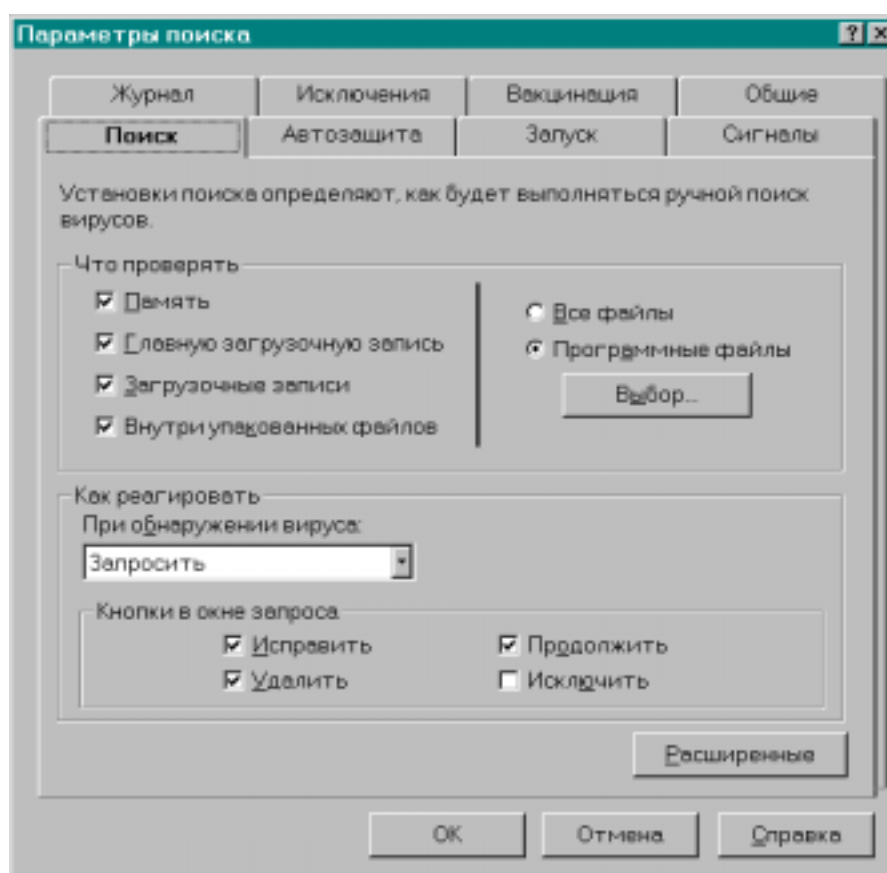 Параметры поиска
Журнал Исключения Вакцинация Общие
Поиск Автозащита Запуск Сигналы
Установки поиска определяют, как будет выполняться ручной поиск
вирусов.
Что проверять
Память
Главную загрузочную запись
Загрузочные записи
Внутри упакованных файлов
Все файлы
Программные файлы
Выбор...
Как реагировать
При обнаружении вируса:
Запросить
Кнопки в окне запроса
Исправить Продолжить
Удалить Исключить
Расширенные
ОК Отмена Справка